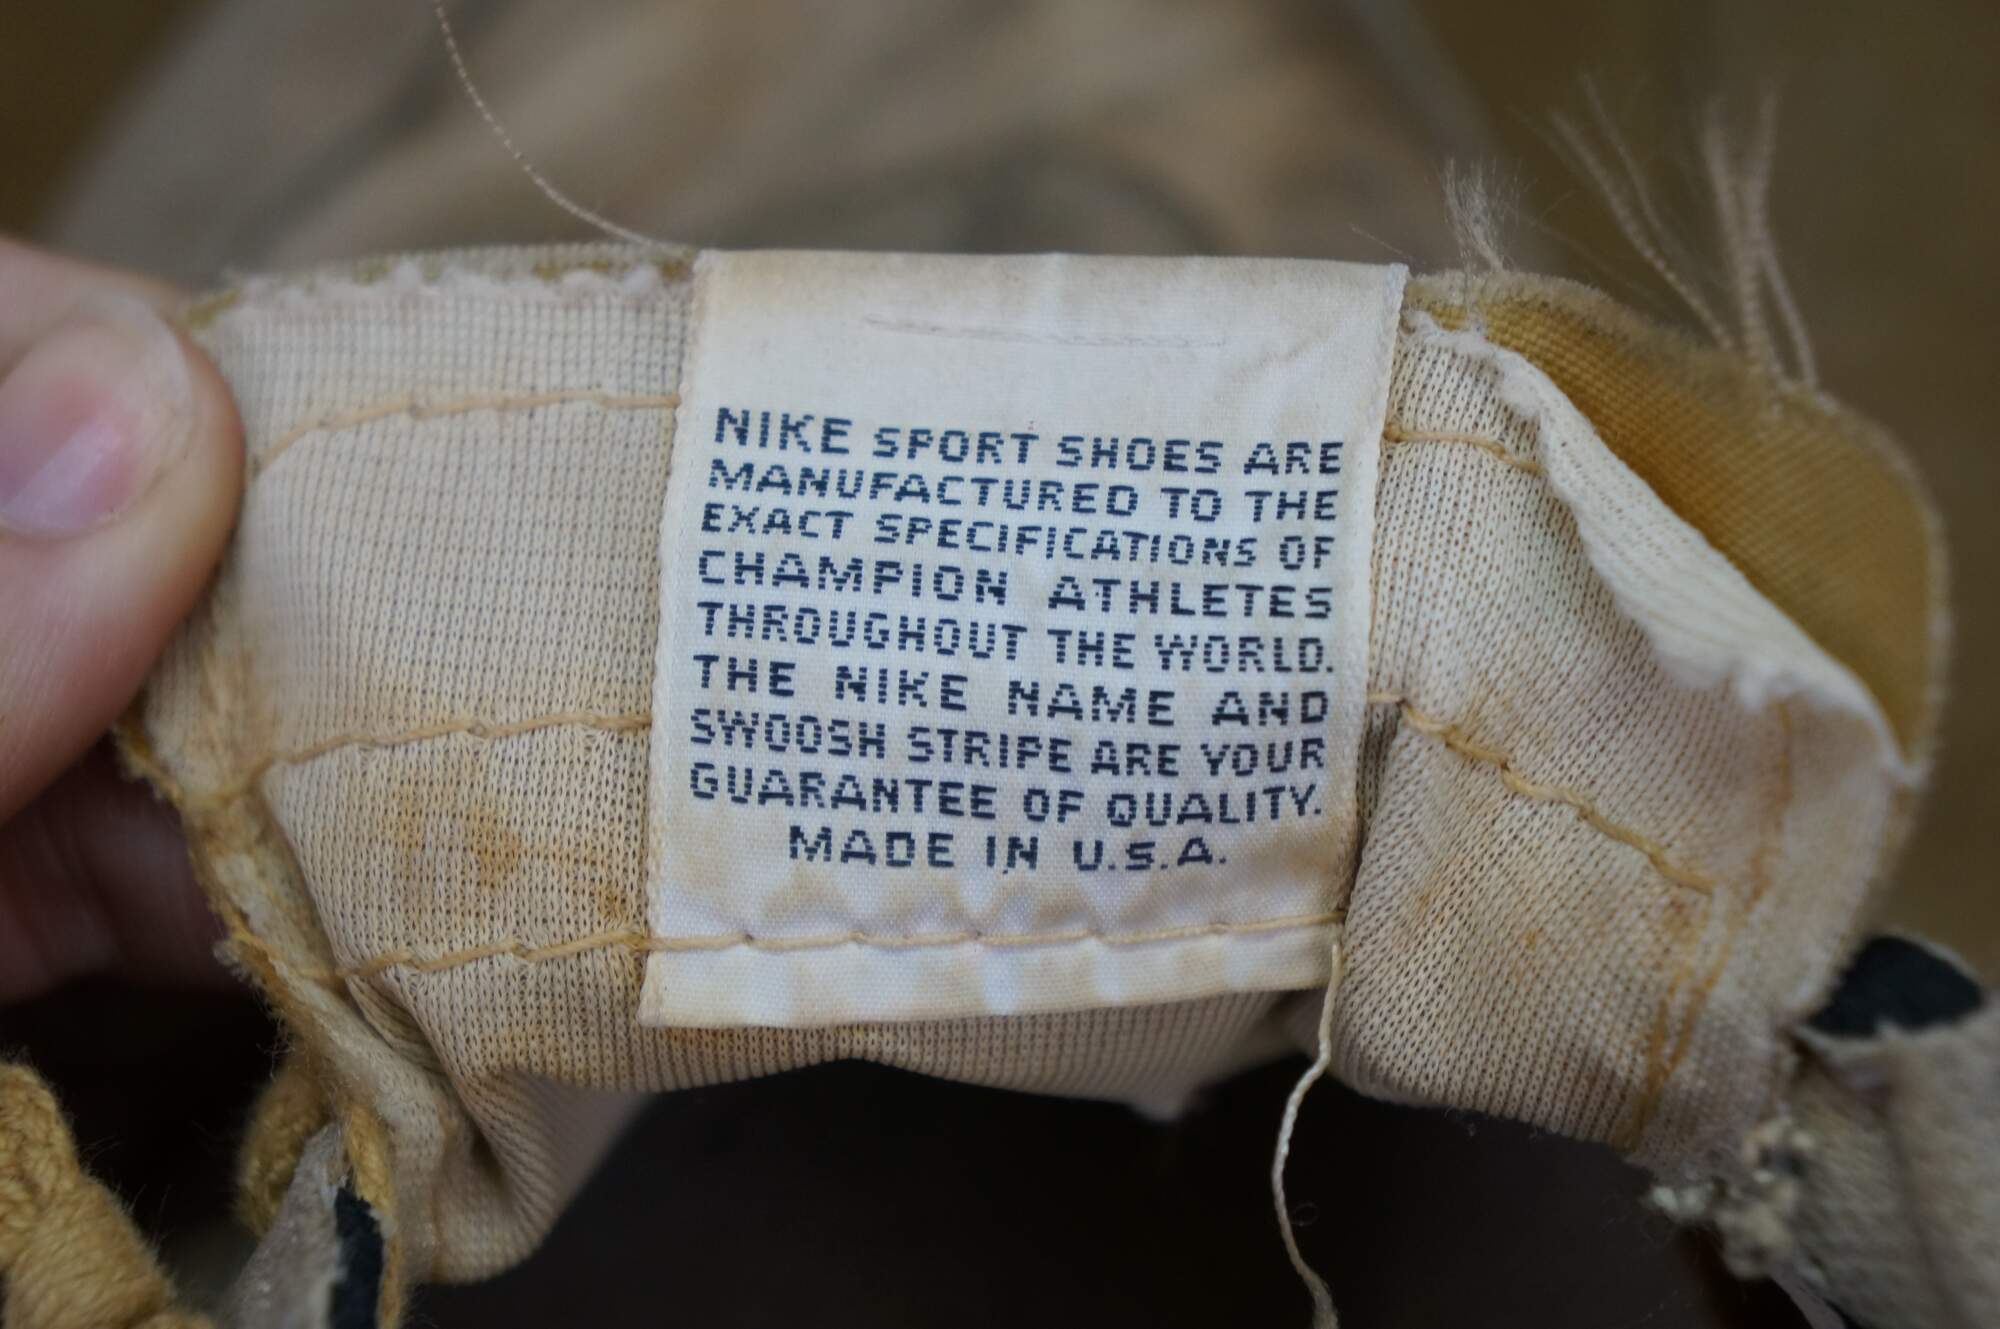 NIKE SPORT SHOES ARE
MANUFACTURED TO THE
EXACT SPECIFICATIONS OF
CHAMPION ATHLETES
THROUGHOUT THE WORLD.
THE NIKE NAME AND
SWOOSH STRIPE ARE YOUR
GUARANTEE OF QUALITY.
MADE IN U.S.A.